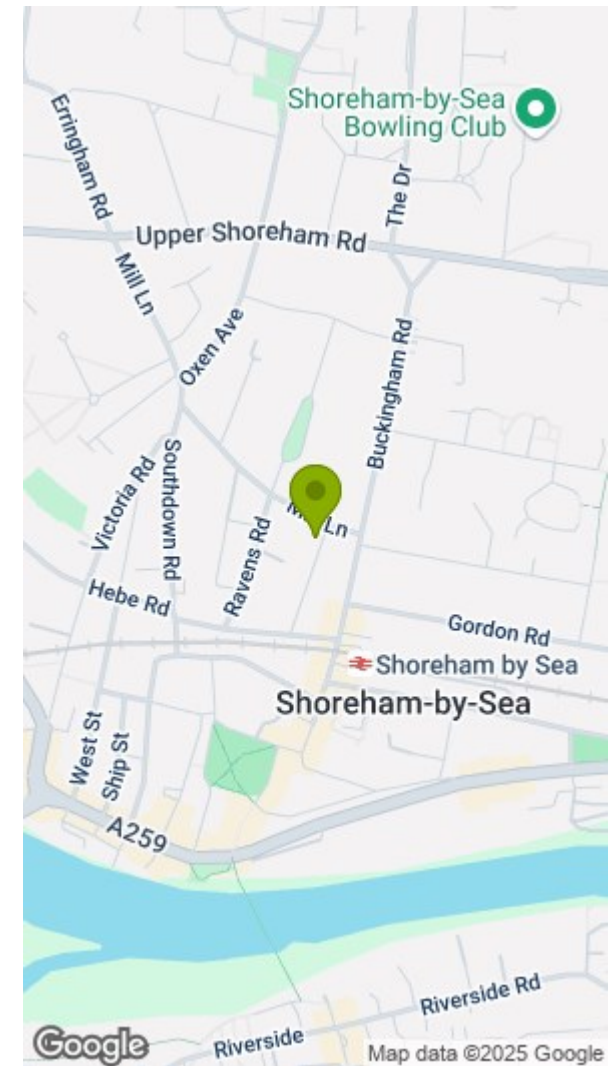 Shoreham-by-Sea
Bowling Club
Erringham Rd
The Dr
Upper Shoreham Rd
Mill Ln
Oxen Ave
Buckingham Rd
Victoria Rd
Southdown Rd
Ravens Rd
Ln
Hebe Rd
Gordon Rd
Shoreham by Sea
Shoreham-by-Sea
West St
Ship St
A259
Riverside Rd
Riverside
Google
Map data ©2025 Google